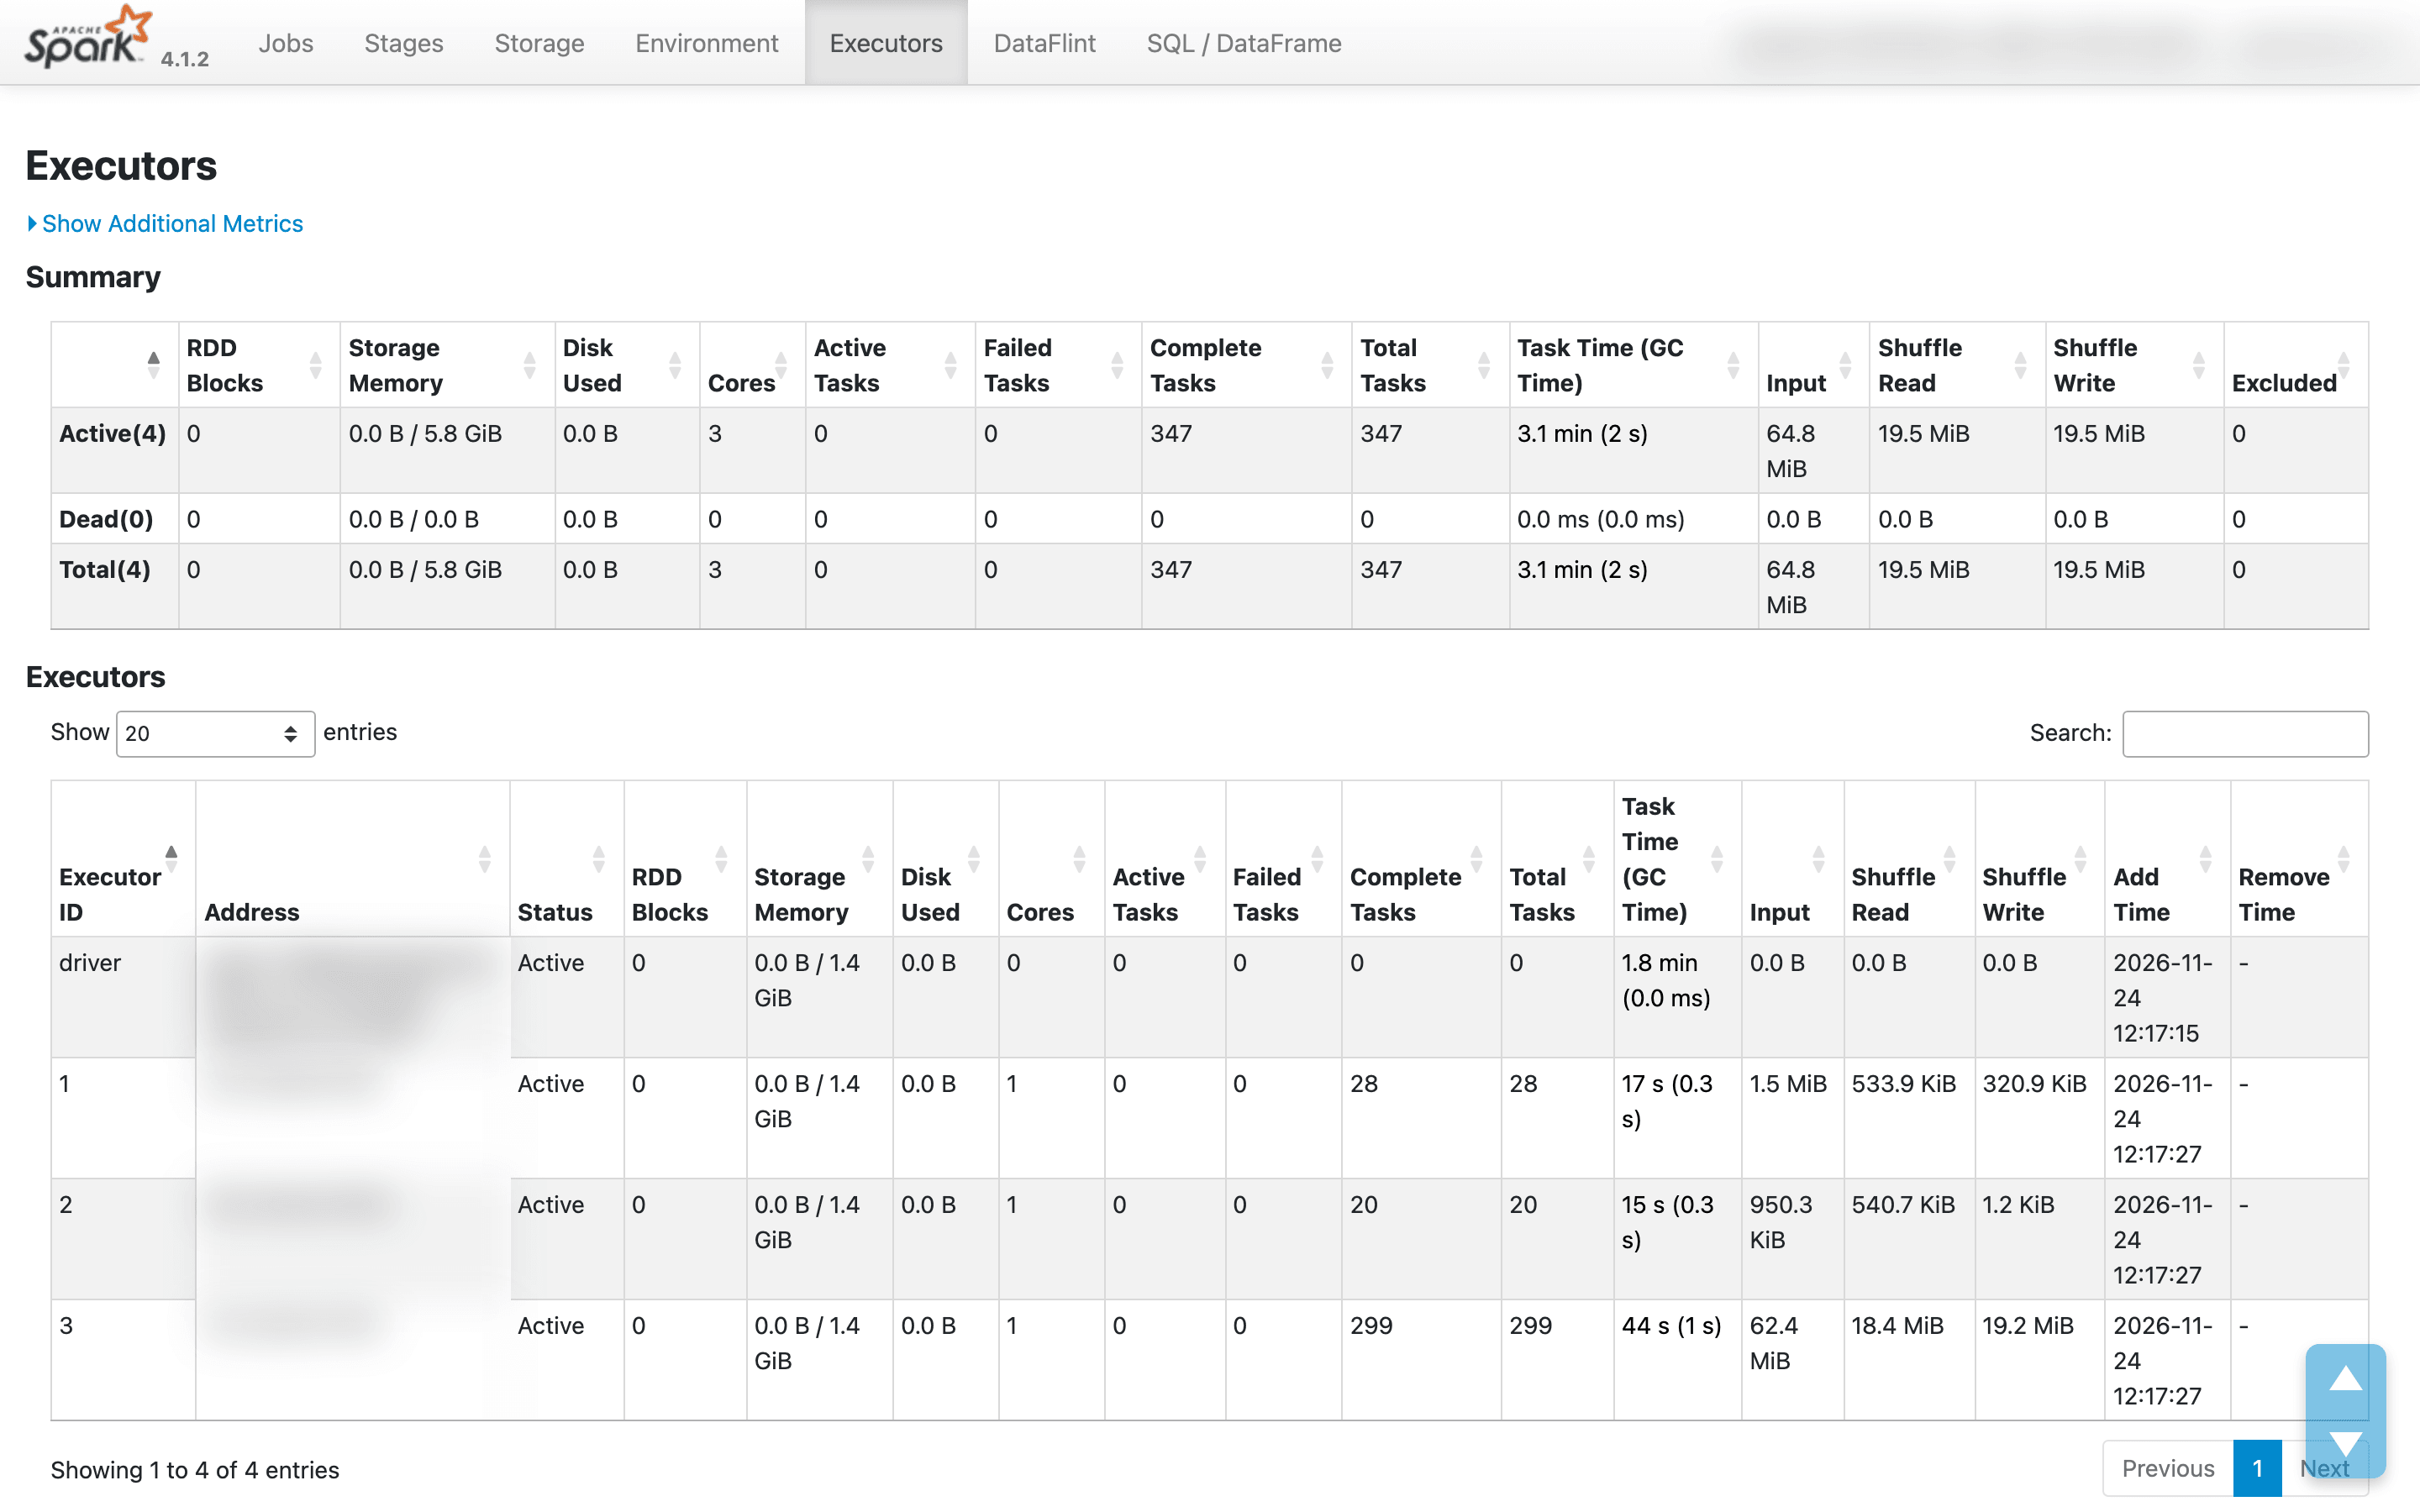 APACHE
Spark 4.1.2 Jobs Stages Storage Environment Executors DataFlint SQL / DataFrame
Executors
Show Additional Metrics
Summary
RDD Blocks Storage Memory Disk Used Cores Active Tasks Failed Tasks Complete Tasks Total Tasks Task Time (GC Time) Input Shuffle Read Shuffle Write Excluded
Active(4) 0 0.0 B / 5.8 GiB 0.0 B 3 0 0 347 347 3.1 min (2 s) 64.8 MiB 19.5 MiB 19.5 MiB 0
Dead(0) 0 0.0 B / 0.0 B 0.0 B 0 0 0 0 0 0.0 ms (0.0 ms) 0.0 B 0.0 B 0.0 B 0
Total(4) 0 0.0 B / 5.8 GiB 0.0 B 3 0 0 347 347 3.1 min (2 s) 64.8 MiB 19.5 MiB 19.5 MiB 0
Executors
Show 20 entries Search:
Executor ID Address Status RDD Blocks Storage Memory Disk Used Cores Active Tasks Failed Tasks Complete Tasks Total Tasks Task Time (GC Time) Input Shuffle Read Shuffle Write Add Time Remove Time
driver Active 0 0.0 B / 1.4 GiB 0.0 B 0 0 0 0 0 1.8 min (0.0 ms) 0.0 B 0.0 B 0.0 B 2026-11-24 12:17:15 -
1 Active 0 0.0 B / 1.4 GiB 0.0 B 1 0 0 28 28 17 s (0.3 s) 1.5 MiB 533.9 KiB 320.9 KiB 2026-11-24 12:17:27 -
2 Active 0 0.0 B / 1.4 GiB 0.0 B 1 0 0 20 20 15 s (0.3 s) 950.3 KiB 540.7 KiB 1.2 KiB 2026-11-24 12:17:27 -
3 Active 0 0.0 B / 1.4 GiB 0.0 B 1 0 0 299 299 44 s (1 s) 62.4 MiB 18.4 MiB 19.2 MiB 2026-11-24 12:17:27 -
Showing 1 to 4 of 4 entries Previous 1 Next